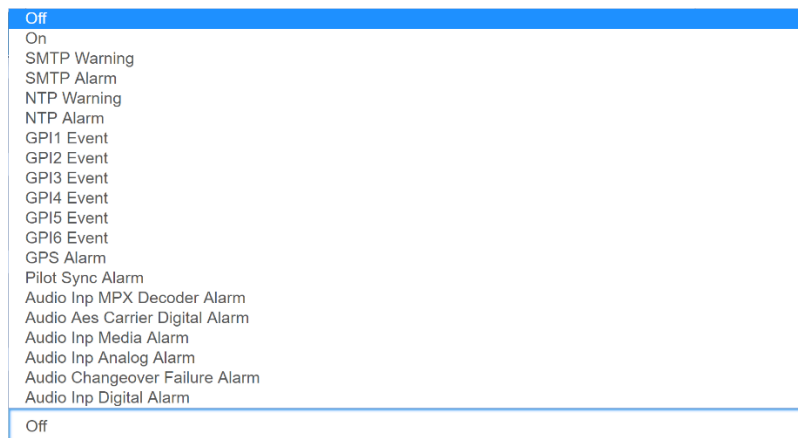 Off
On
SMTP Warning
SMTP Alarm
NTP Warning
NTP Alarm
GPI1 Event
GPI2 Event
GPI3 Event
GPI4 Event
GPI5 Event
GPI6 Event
GPS Alarm
Pilot Sync Alarm
Audio Inp MPX Decoder Alarm
Audio Aes Carrier Digital Alarm
Audio Inp Media Alarm
Audio Inp Analog Alarm
Audio Changeover Failure Alarm
Audio Inp Digital Alarm
Off